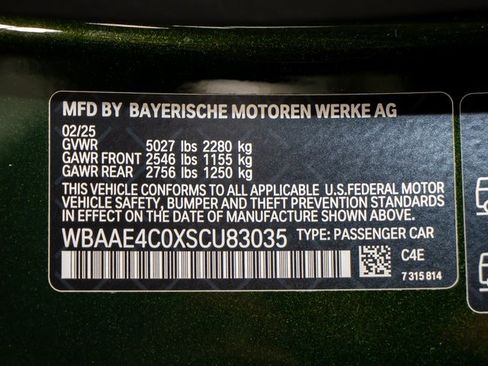 MFD BY BAYERISCHE MOTOREN WERKE AG
02/25
GVWR 5027 lbs 2280 kg
GAWR FRONT 2546 lbs 1155 kg
GAWR REAR 2756 lbs 1250 kg
THIS VEHICLE CONFORMS TO ALL APPLICABLE U.S.FEDERAL MOTOR
VEHICLE SAFETY, BUMPER AND THEFT PREVENTION STANDARDS
IN EFFECT ON THE DATE OF MANUFACTURE SHOWN ABOVE
WBAAE4C0XSCU83035 TYPE: PASSENGER CAR
C4E
7 315 814